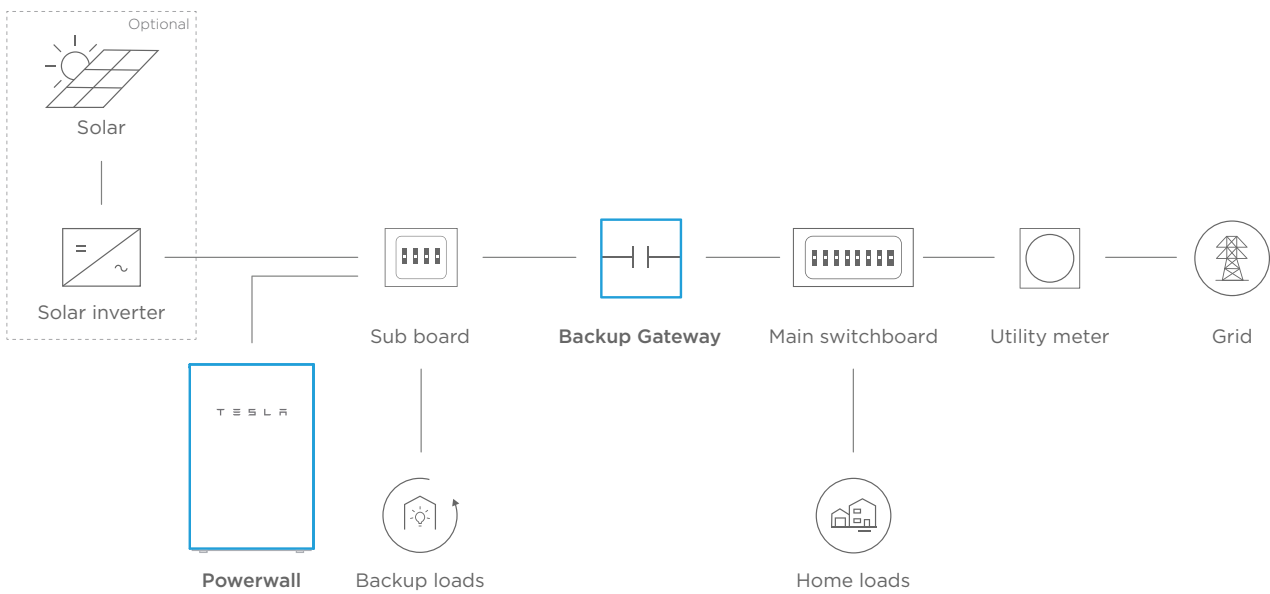 Optional
Solar
Solar inverter
Sub board
Backup Gateway
Main switchboard
Utility meter
Grid
TESLA
Powerwall
Backup loads
Home loads